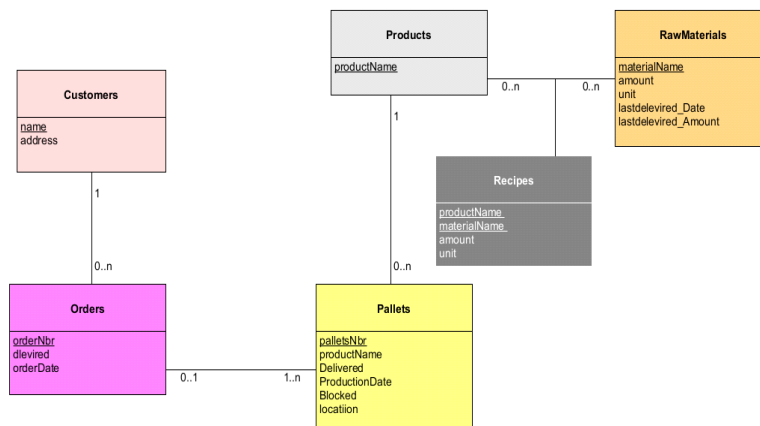 Products
productName
RawMaterials
materialName
amount
unit
lastdelevired_Date
lastdelevired_Amount
0..n
0..n
Customers
name
address
1
Recipes
productName
materialName
amount
unit
1
0..n
0..n
Orders
orderNbr
dlevired
orderDate
Pallets
palletsNbr
productName
Delivered
ProductionDate
Blocked
locatiion
0..1
1..n